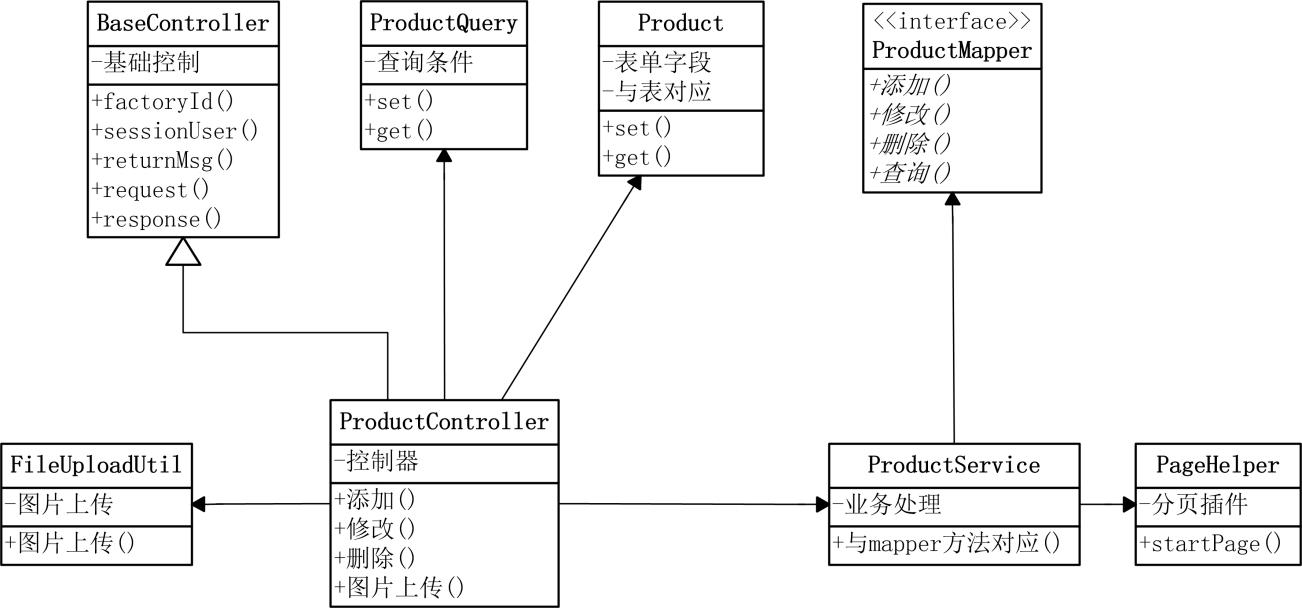 BaseController
-基础控制
+factoryId()
+sessionUser()
+returnMsg()
+request()
+response()
ProductQuery
-查询条件
+set()
+get()
Product
-表单字段
-与表对应
+set()
+get()
<<interface>>
ProductMapper
+添加()
+修改()
+删除()
+查询()
FileUploadUtil
-图片上传
+图片上传()
ProductController
-控制器
+添加()
+修改()
+删除()
+图片上传()
ProductService
-业务处理
+与mapper方法对应()
PageHelper
-分页插件
+startPage()